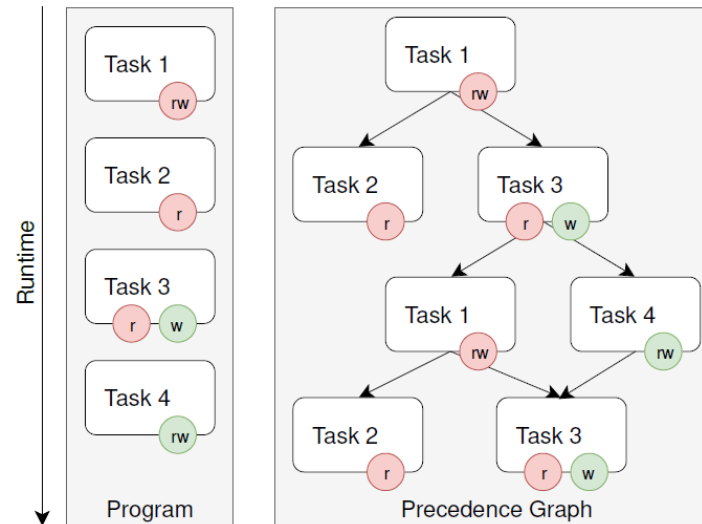 Runtime
Task 1
rw
Task 2
r
Task 3
r w
Task 4
rw
Program
Task 1
rw
Task 2 Task 3
r r w
Task 1 Task 4
rw rw
Task 2 Task 3
r r w
Precedence Graph